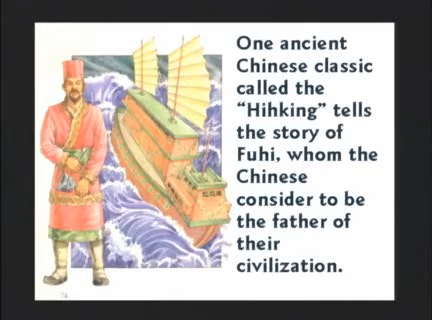 One ancient
Chinese classic
called the
“Hihking” tells
the story of
Fuhi, whom the
Chinese
consider to be
the father of
their
civilization.
74